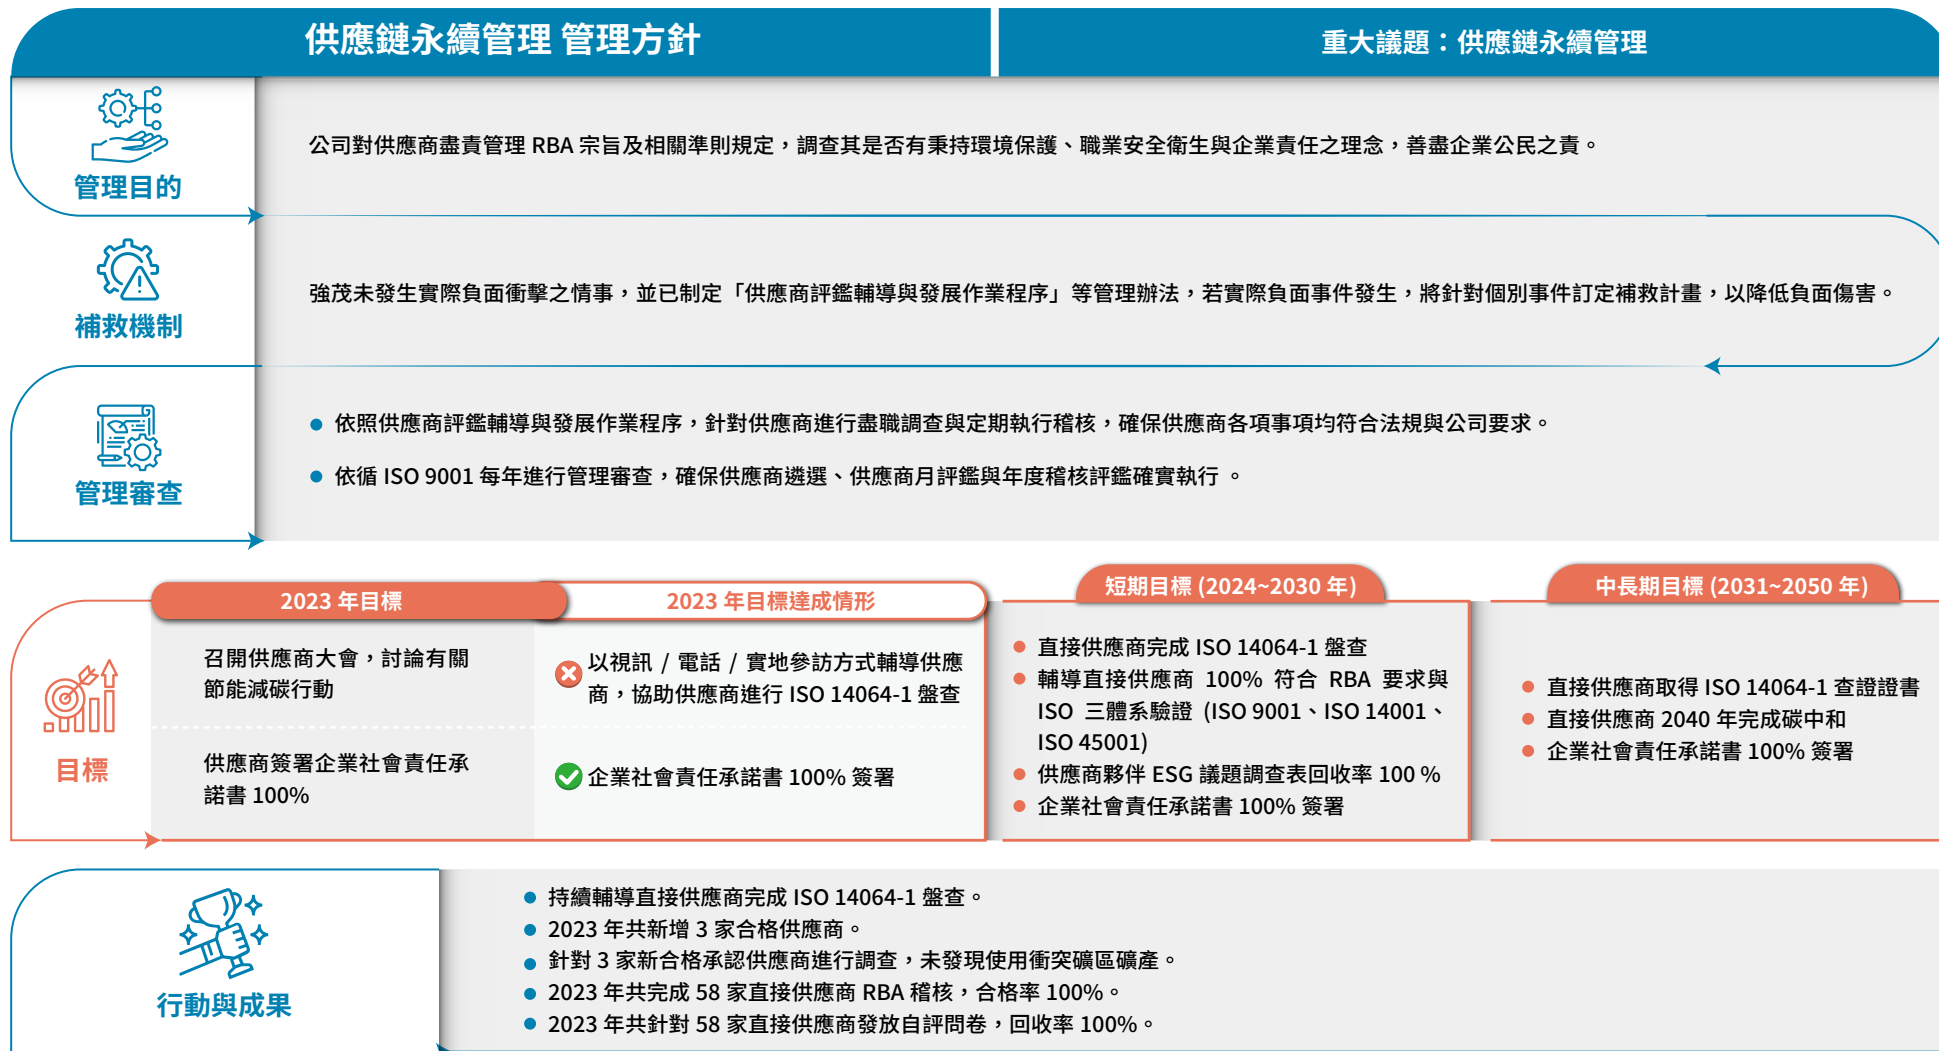 供應鏈永續管理 管理方針
重大議題：供應鏈永續管理
管理目的
公司對供應商盡責管理 RBA 宗旨及相關準則規定，調查其是否有秉持環境保護、職業安全衛生與企業責任之理念，善盡企業公民之責。
補救機制
強茂未發生實際負面衝擊之情事，並已制定「供應商評鑑輔導與發展作業程序」等管理辦法，若實際負面事件發生，將針對個別事件訂定補救計畫，以降低負面傷害。
管理審查
● 依照供應商評鑑輔導與發展作業程序，針對供應商進行盡職調查與定期執行稽核，確保供應商各項事項均符合法規與公司要求。
● 依循 ISO 9001 每年進行管理審查，確保供應商遴選、供應商月評鑑與年度稽核評鑑確實執行 。
目標
2023 年目標
召開供應商大會，討論有關
節能減碳行動
供應商簽署企業社會責任承
諾書 100%
2023 年目標達成情形
以視訊 / 電話 / 實地參訪方式輔導供應
商，協助供應商進行 ISO 14064-1 盤查
企業社會責任承諾書 100% 簽署
短期目標 (2024~2030 年)
● 直接供應商完成 ISO 14064-1 盤查
● 輔導直接供應商 100% 符合 RBA 要求與
ISO 三體系驗證 (ISO 9001、ISO 14001、
ISO 45001)
● 供應商夥伴 ESG 議題調查表回收率 100 %
● 企業社會責任承諾書 100% 簽署
中長期目標 (2031~2050 年)
● 直接供應商取得 ISO 14064-1 查證證書
● 直接供應商 2040 年完成碳中和
● 企業社會責任承諾書 100% 簽署
行動與成果
● 持續輔導直接供應商完成 ISO 14064-1 盤查。
● 2023 年共新增 3 家合格供應商。
● 針對 3 家新合格承認供應商進行調查，未發現使用衝突礦區礦產。
● 2023 年共完成 58 家直接供應商 RBA 稽核，合格率 100%。
● 2023 年共針對 58 家直接供應商發放自評問卷，回收率 100%。